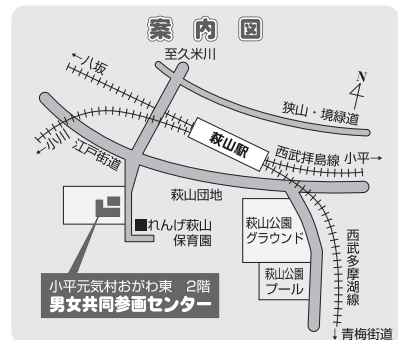 案内図
至久米川
←八坂
N
狭山・境緑道
萩山駅
西武拝島線 小平→
←小川
江戸街道
萩山団地
■れんげ萩山
保育園
萩山公園
グラウンド
萩山公園
プール
西武多摩湖線
小平元気村おがわ東 2階
男女共同参画センター
↓青梅街道